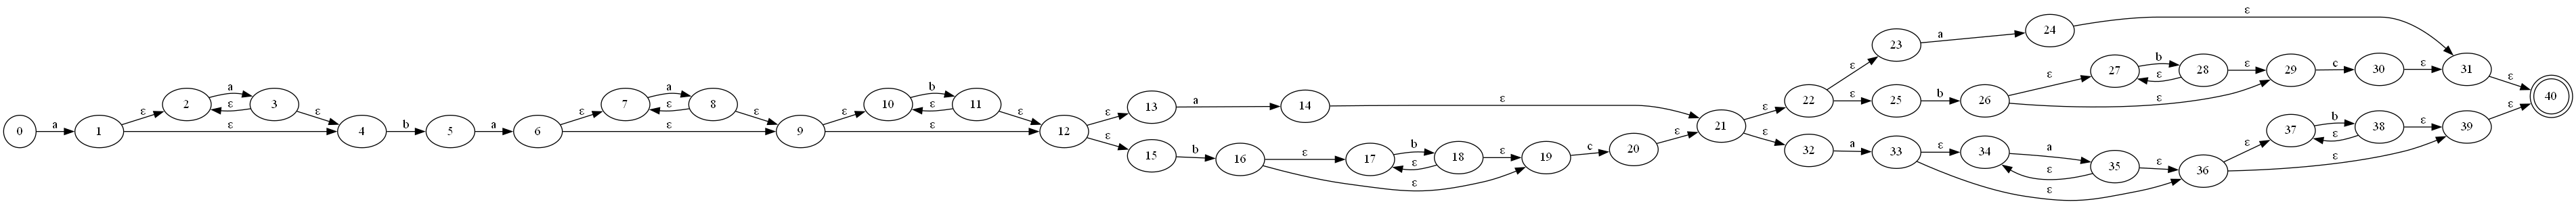 ε
24
a
23
ε
b
27 28 ε 29 c 30 ε 31
ε ε ε
a a b
2 3 7 8 10 11 13 a 14 ε 22 ε 25 b 26 ε 40
ε ε ε ε ε ε ε ε ε ε ε
0 a 1 ε 4 b 5 a 6 ε 9 ε 12 21 ε 37 b 38 ε 39 ε
ε ε ε
15 b 16 ε 17 b 18 ε 19 c 20 ε 32 a 33 ε 34 a 35 ε 36 ε ε
ε ε
ε ε